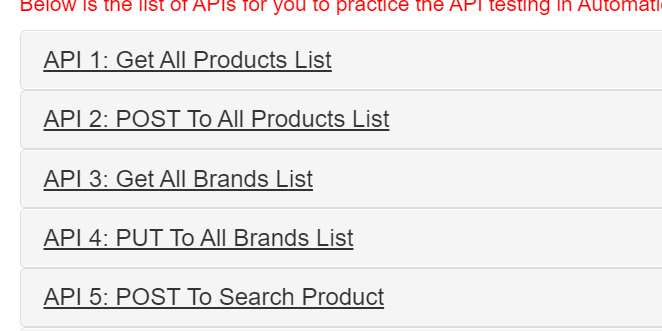 Below is the list of APIs for you to practice the API testing in
API 1: Get All Products List
API 2: POST To All Products List
API 3: Get All Brands List
API 4: PUT To All Brands List
API 5: POST To Search Product